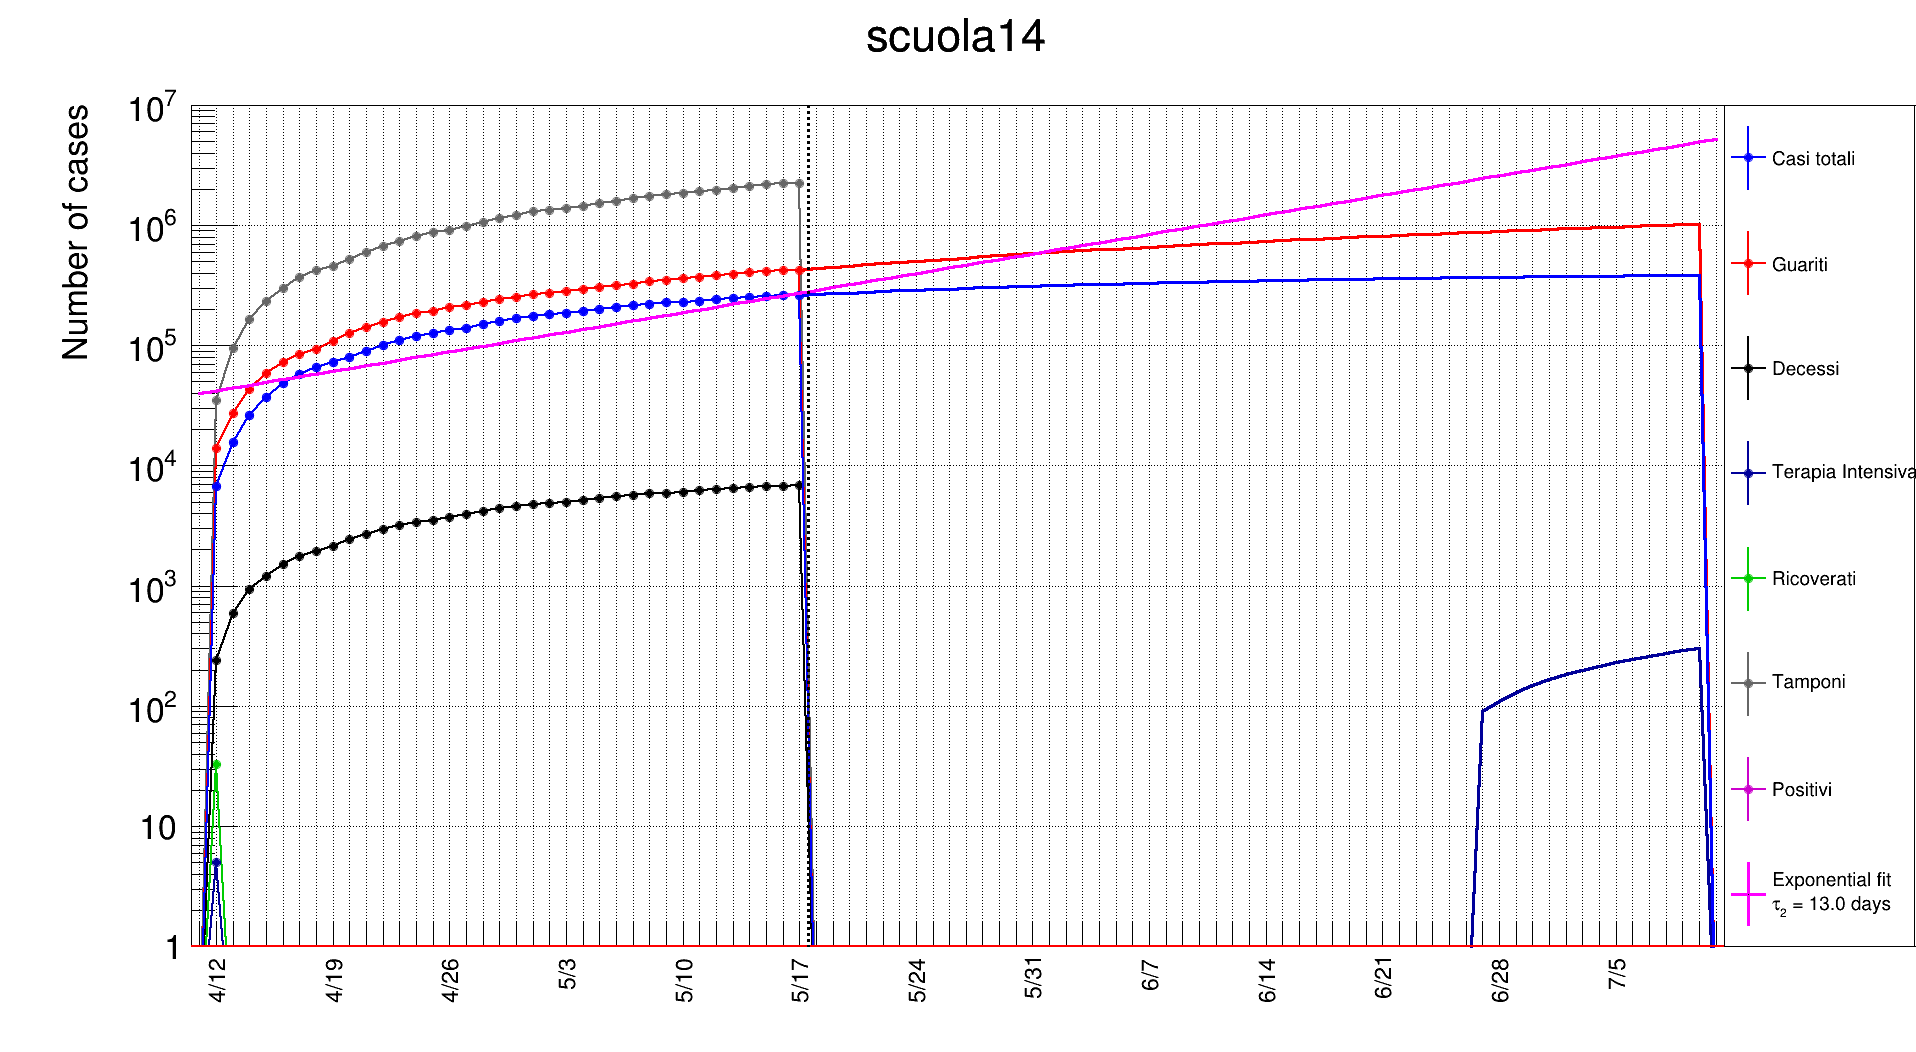 scuola14
Number of cases
10^7
10^6
10^5
10^4
10^3
10^2
10
1
4/12
4/19
4/26
5/3
5/10
5/17
5/24
5/31
6/7
6/14
6/21
6/28
7/5
Casi totali
Guariti
Decessi
Terapia Intensiva
Ricoverati
Tamponi
Positivi
Exponential fit
τ₂ = 13.0 days